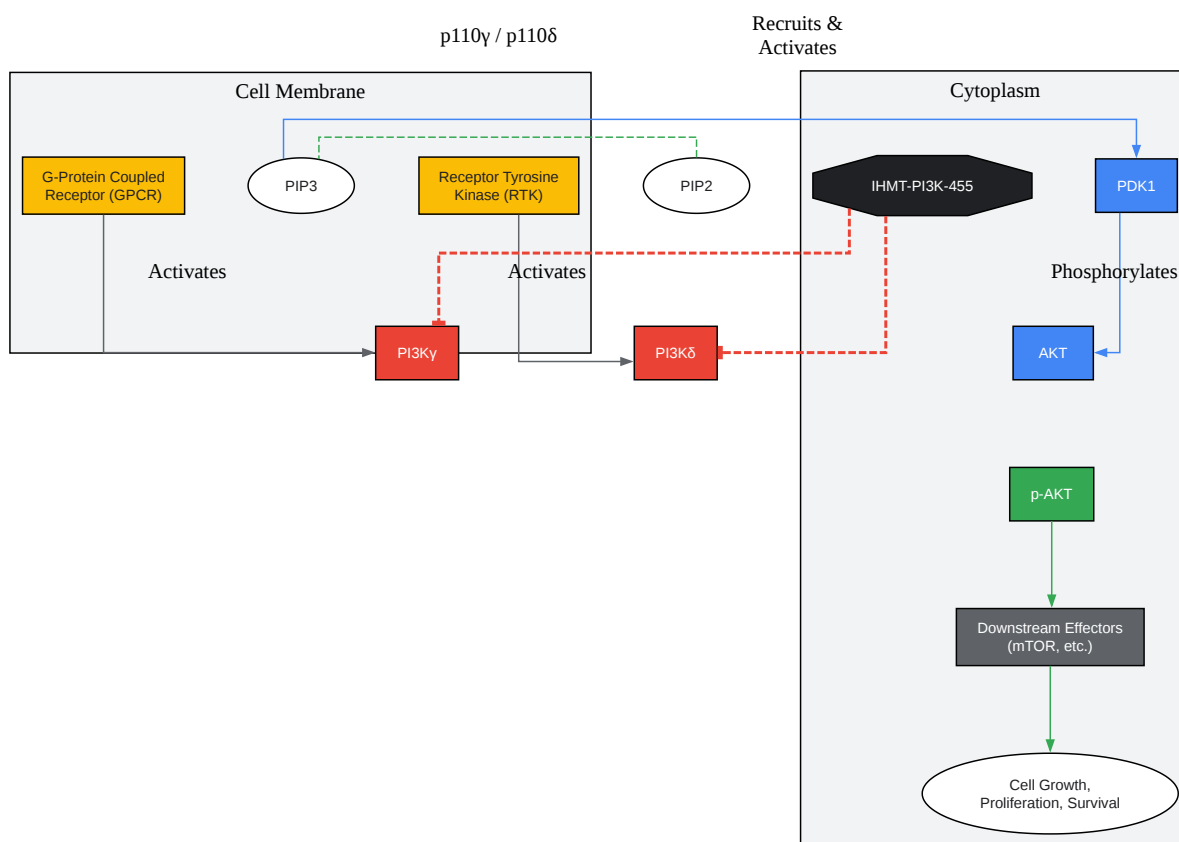 p110γ / p110δ
Recruits &
Activates
Cell Membrane
Cytoplasm
G-Protein Coupled
Receptor (GPCR)
PIP3
Receptor Tyrosine
Kinase (RTK)
PIP2
IHMT-PI3K-455
PDK1
Activates
Activates
Phosphorylates
PI3Kγ
PI3Kδ
AKT
p-AKT
Downstream Effectors
(mTOR, etc.)
Cell Growth,
Proliferation, Survival